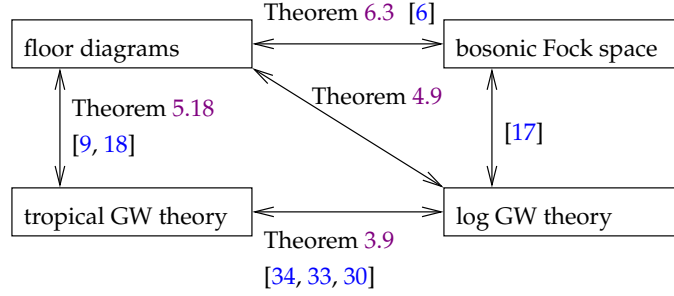 Theorem 6.3 [6]
floor diagrams
bosonic Fock space
Theorem 4.9
Theorem 5.18
[9, 18]
[17]
tropical GW theory
log GW theory
Theorem 3.9
[34, 33, 30]